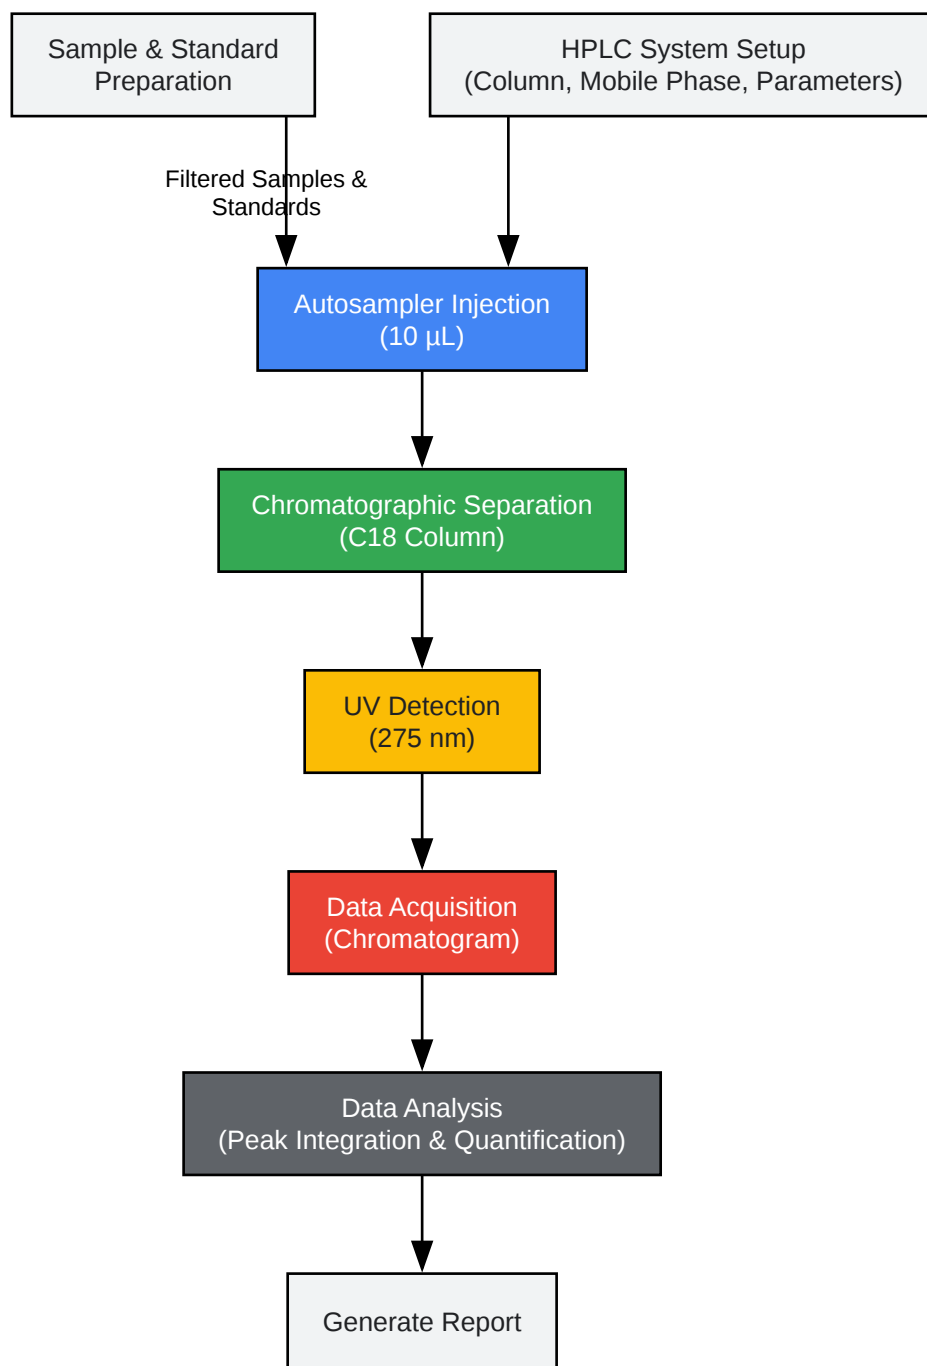 Sample & Standard
Preparation
HPLC System Setup
(Column, Mobile Phase, Parameters)
Filtered Samples &
Standards
Autosampler Injection
(10 µL)
Chromatographic Separation
(C18 Column)
UV Detection
(275 nm)
Data Acquisition
(Chromatogram)
Data Analysis
(Peak Integration & Quantification)
Generate Report